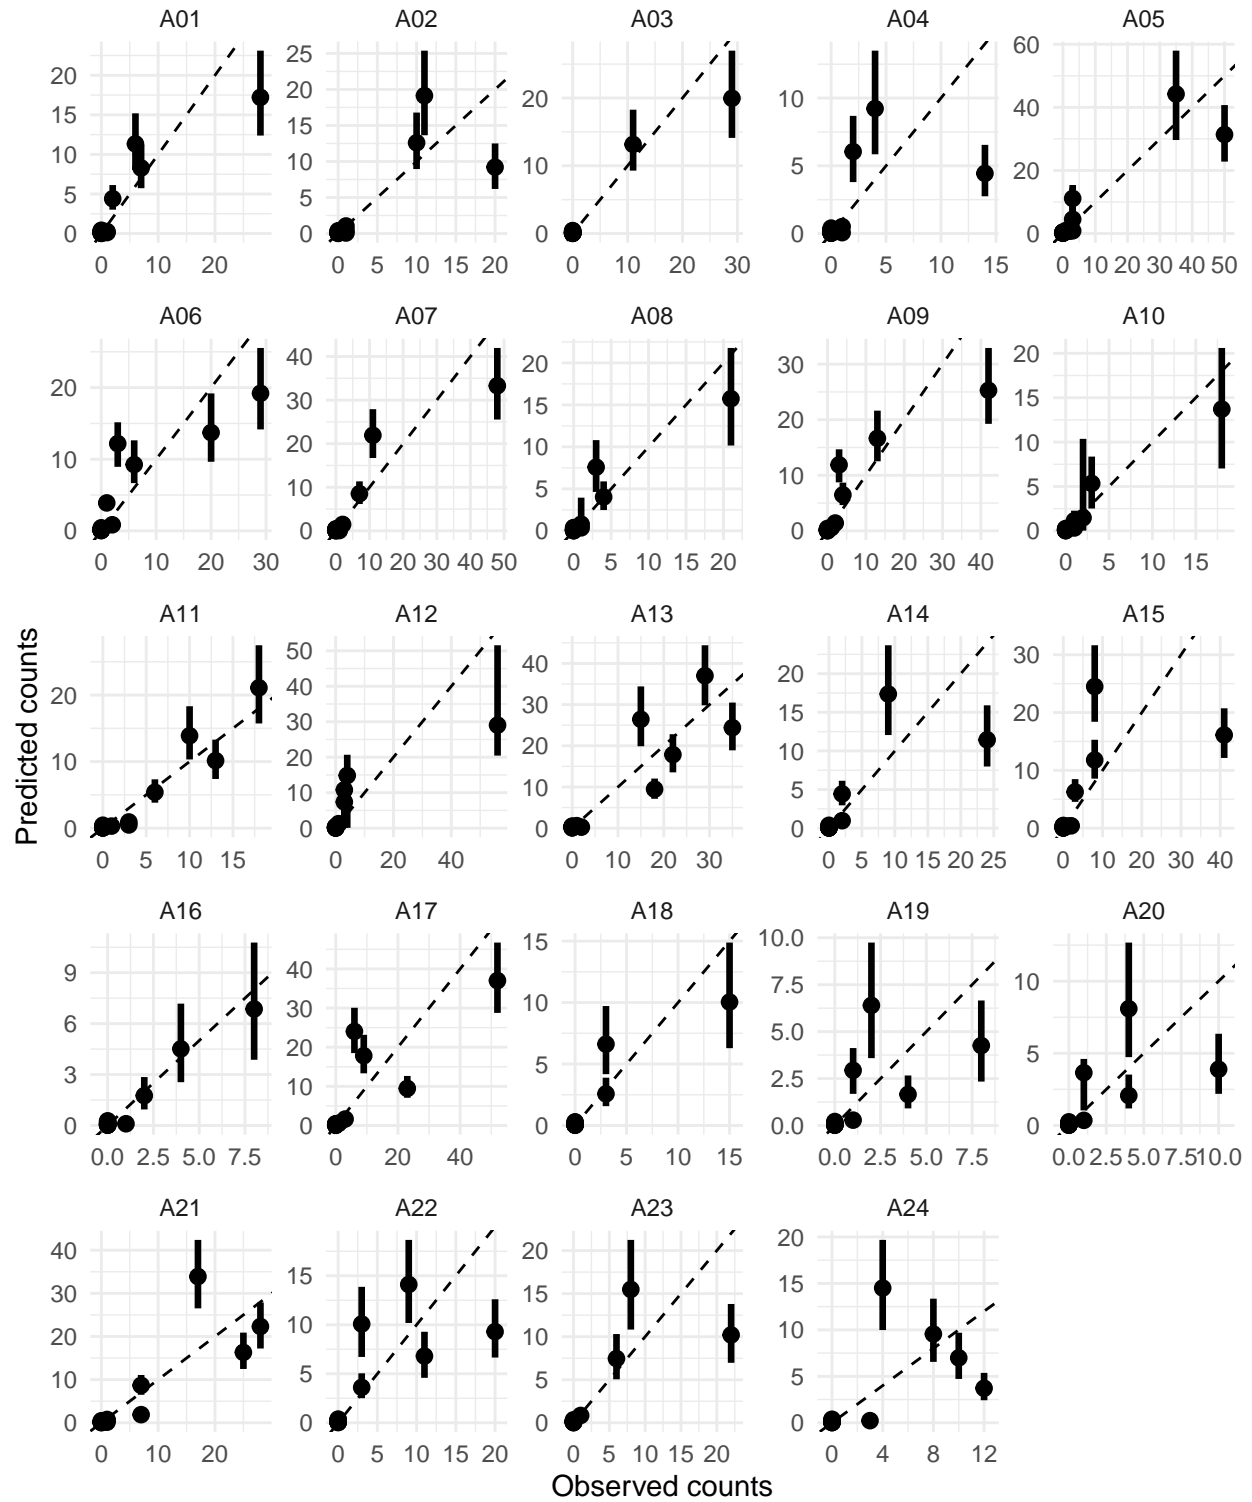 A01 A02 A03 A04 A05
20 15 10 5 0
25 20 15 10 5 0
20 10 0
10 5 0
60 40 20 0
0 10 20
0 5 10 15 20
0 10 20 30
0 5 10 15
0 10 20 30 40 50
A06 A07 A08 A09 A10
20 10 0
40 30 20 10 0
20 15 10 5 0
30 20 10 0
20 15 10 5 0
0 10 20 30
0 10 20 30 40 50
0 5 10 15 20
0 10 20 30 40
0 5 10 15
A11 A12 A13 A14 A15
Predicted counts
20 10 0
50 40 30 20 10 0
40 30 20 10 0
20 15 10 5 0
30 20 10 0
0 5 10 15
0 20 40
0 10 20 30
0 5 10 15 20 25
0 10 20 30 40
A16 A17 A18 A19 A20
9 6 3 0
40 30 20 10 0
15 10 5 0
10.0 7.5 5.0 2.5 0.0
10 5 0
0.0 2.5 5.0 7.5
0 20 40
0 5 10 15
0.0 2.5 5.0 7.5
0.0 2.5 5.0 7.5 10.0
A21 A22 A23 A24
40 30 20 10 0
15 10 5 0
20 15 10 5 0
20 15 10 5 0
0 10 20
0 5 10 15 20
0 5 10 15 20
0 4 8 12
Observed counts